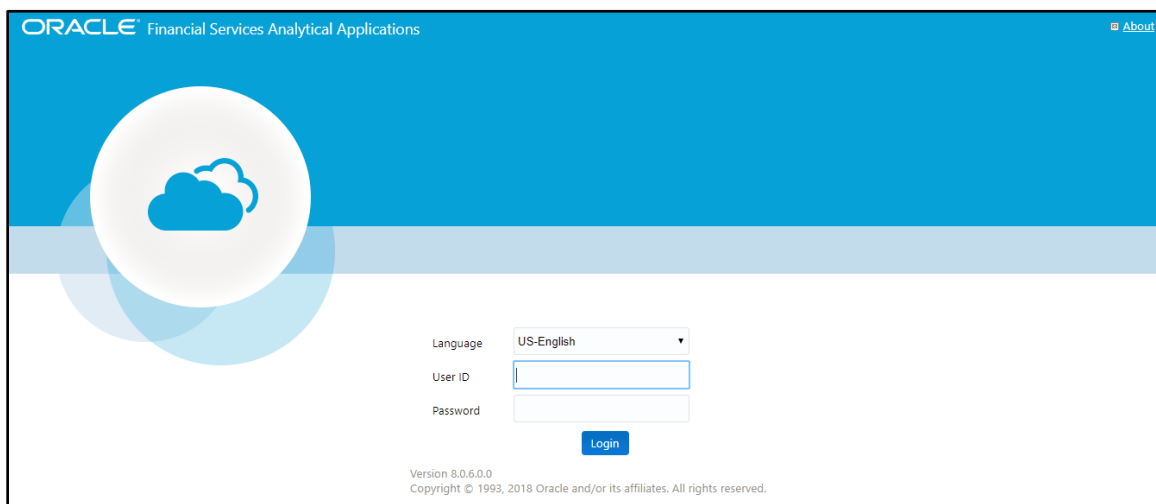 ORACLE® Financial Services Analytical Applications
About
Language US-English
User ID
Password
Login
Version 8.0.6.0.0
Copyright © 1993, 2018 Oracle and/or its affiliates. All rights reserved.